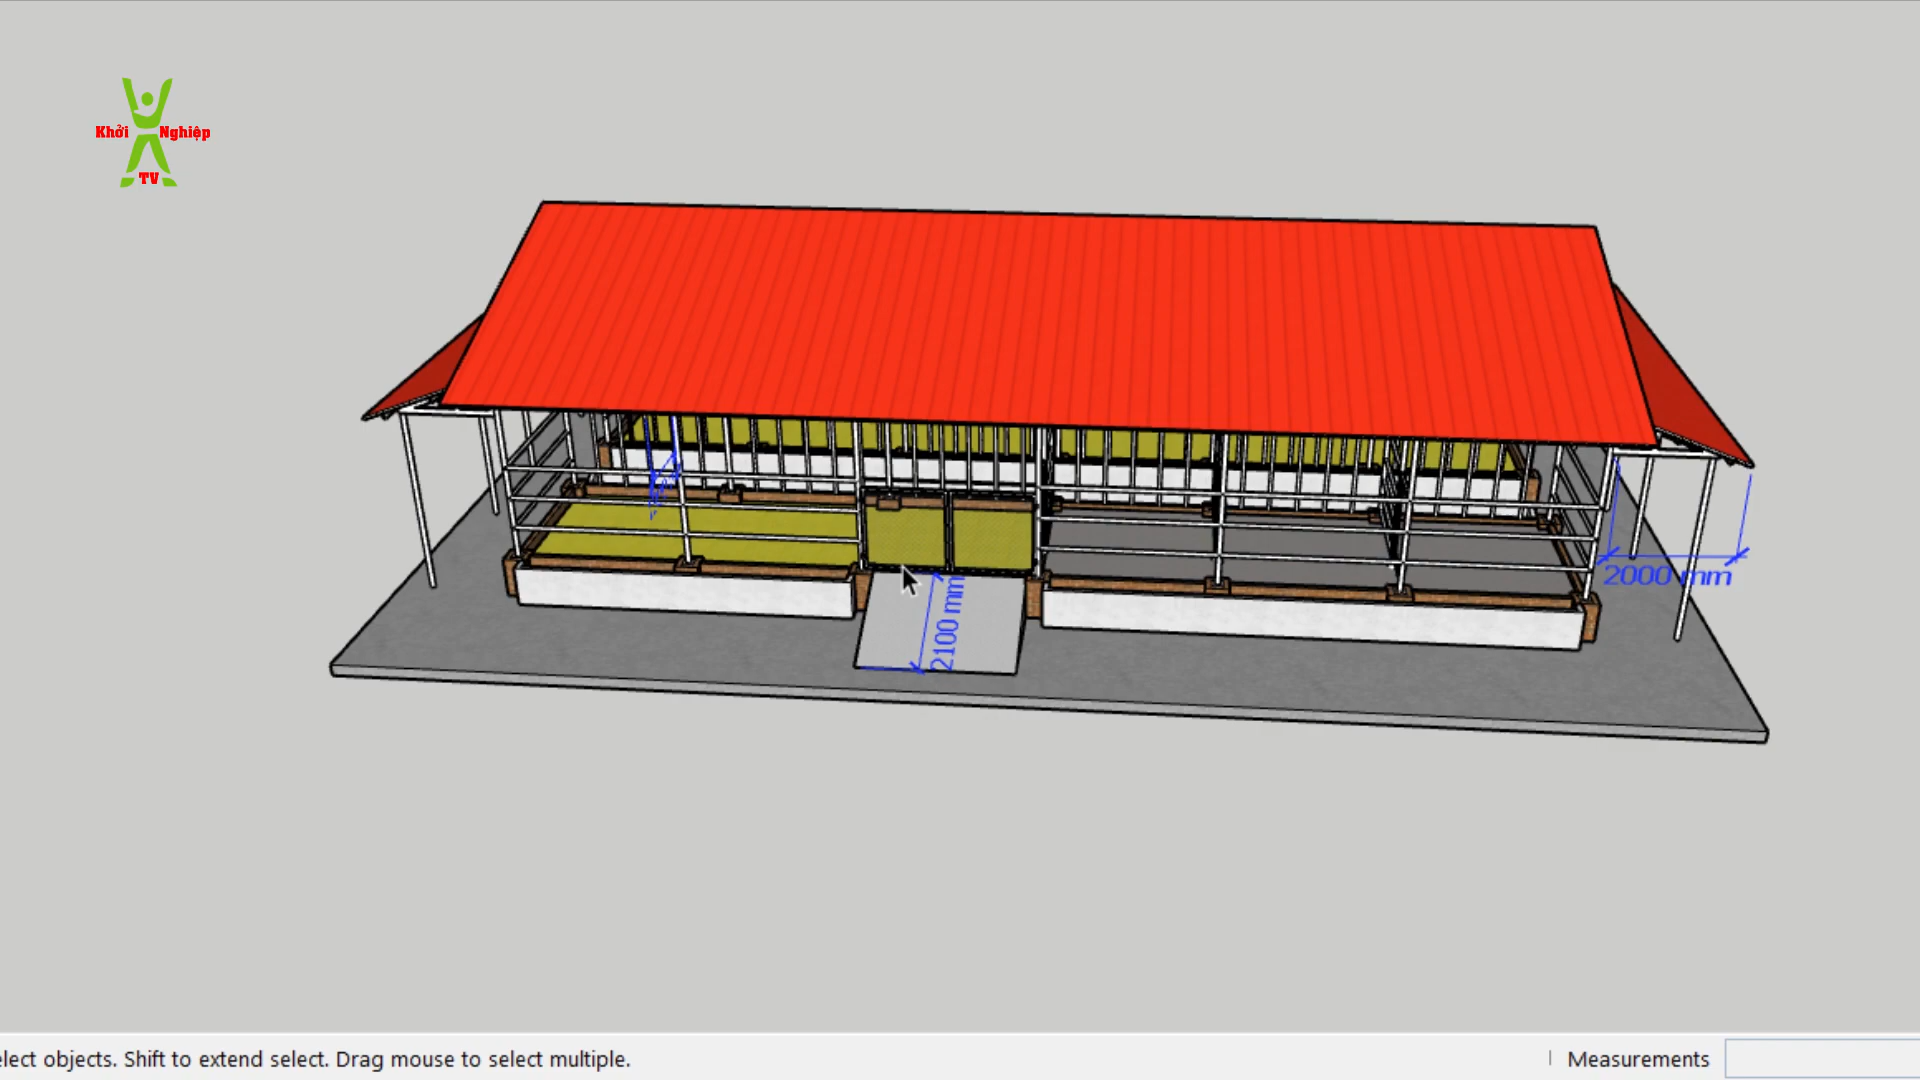 Khởi Nghiệp
TV
2000 mm
2100 mm
elect objects. Shift to extend select. Drag mouse to select multiple.
Measurements